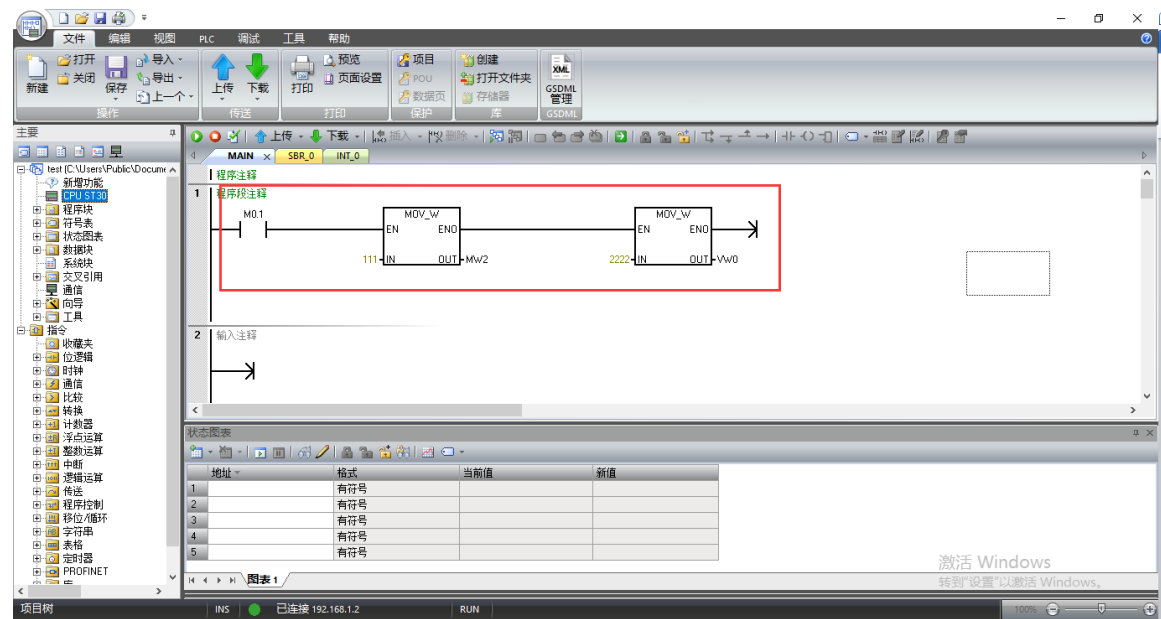 文件 编辑 视图 PLC 调试 工具 帮助
新建 打开 关闭 保存 导入 导出 上一个
上传 下载 打印 预览 页面设置
项目 POU 数据页 创建 打开文件夹 存储器 XML GSDML 管理
操作 传送 打印 保护 库 GSDML
主要
上传 下载 插入 删除
MAIN × SBR_0 INT_0
test (C:\Users\Public\Docume
新增功能
CPU ST30
程序块
符号表
状态图表
数据块
系统块
交叉引用
通信
向导
工具
指令
收藏夹
位逻辑
时钟
通信
比较
转换
计数器
浮点运算
整数运算
中断
逻辑运算
传送
程序控制
移位/循环
字符串
表格
定时器
PROFINET
库
程序注释
1 程序段注释
M0.1 MOV_W MOV_W
EN ENO EN ENO
111 IN OUT MW2 2222 IN OUT VW0
2 输入注释
状态图表
地址 格式 当前值 新值
1 有符号
2 有符号
3 有符号
4 有符号
5 有符号
图表 1
激活 Windows
转到"设置"以激活 Windows。
项目树 INS 已连接 192.168.1.2 RUN 100%